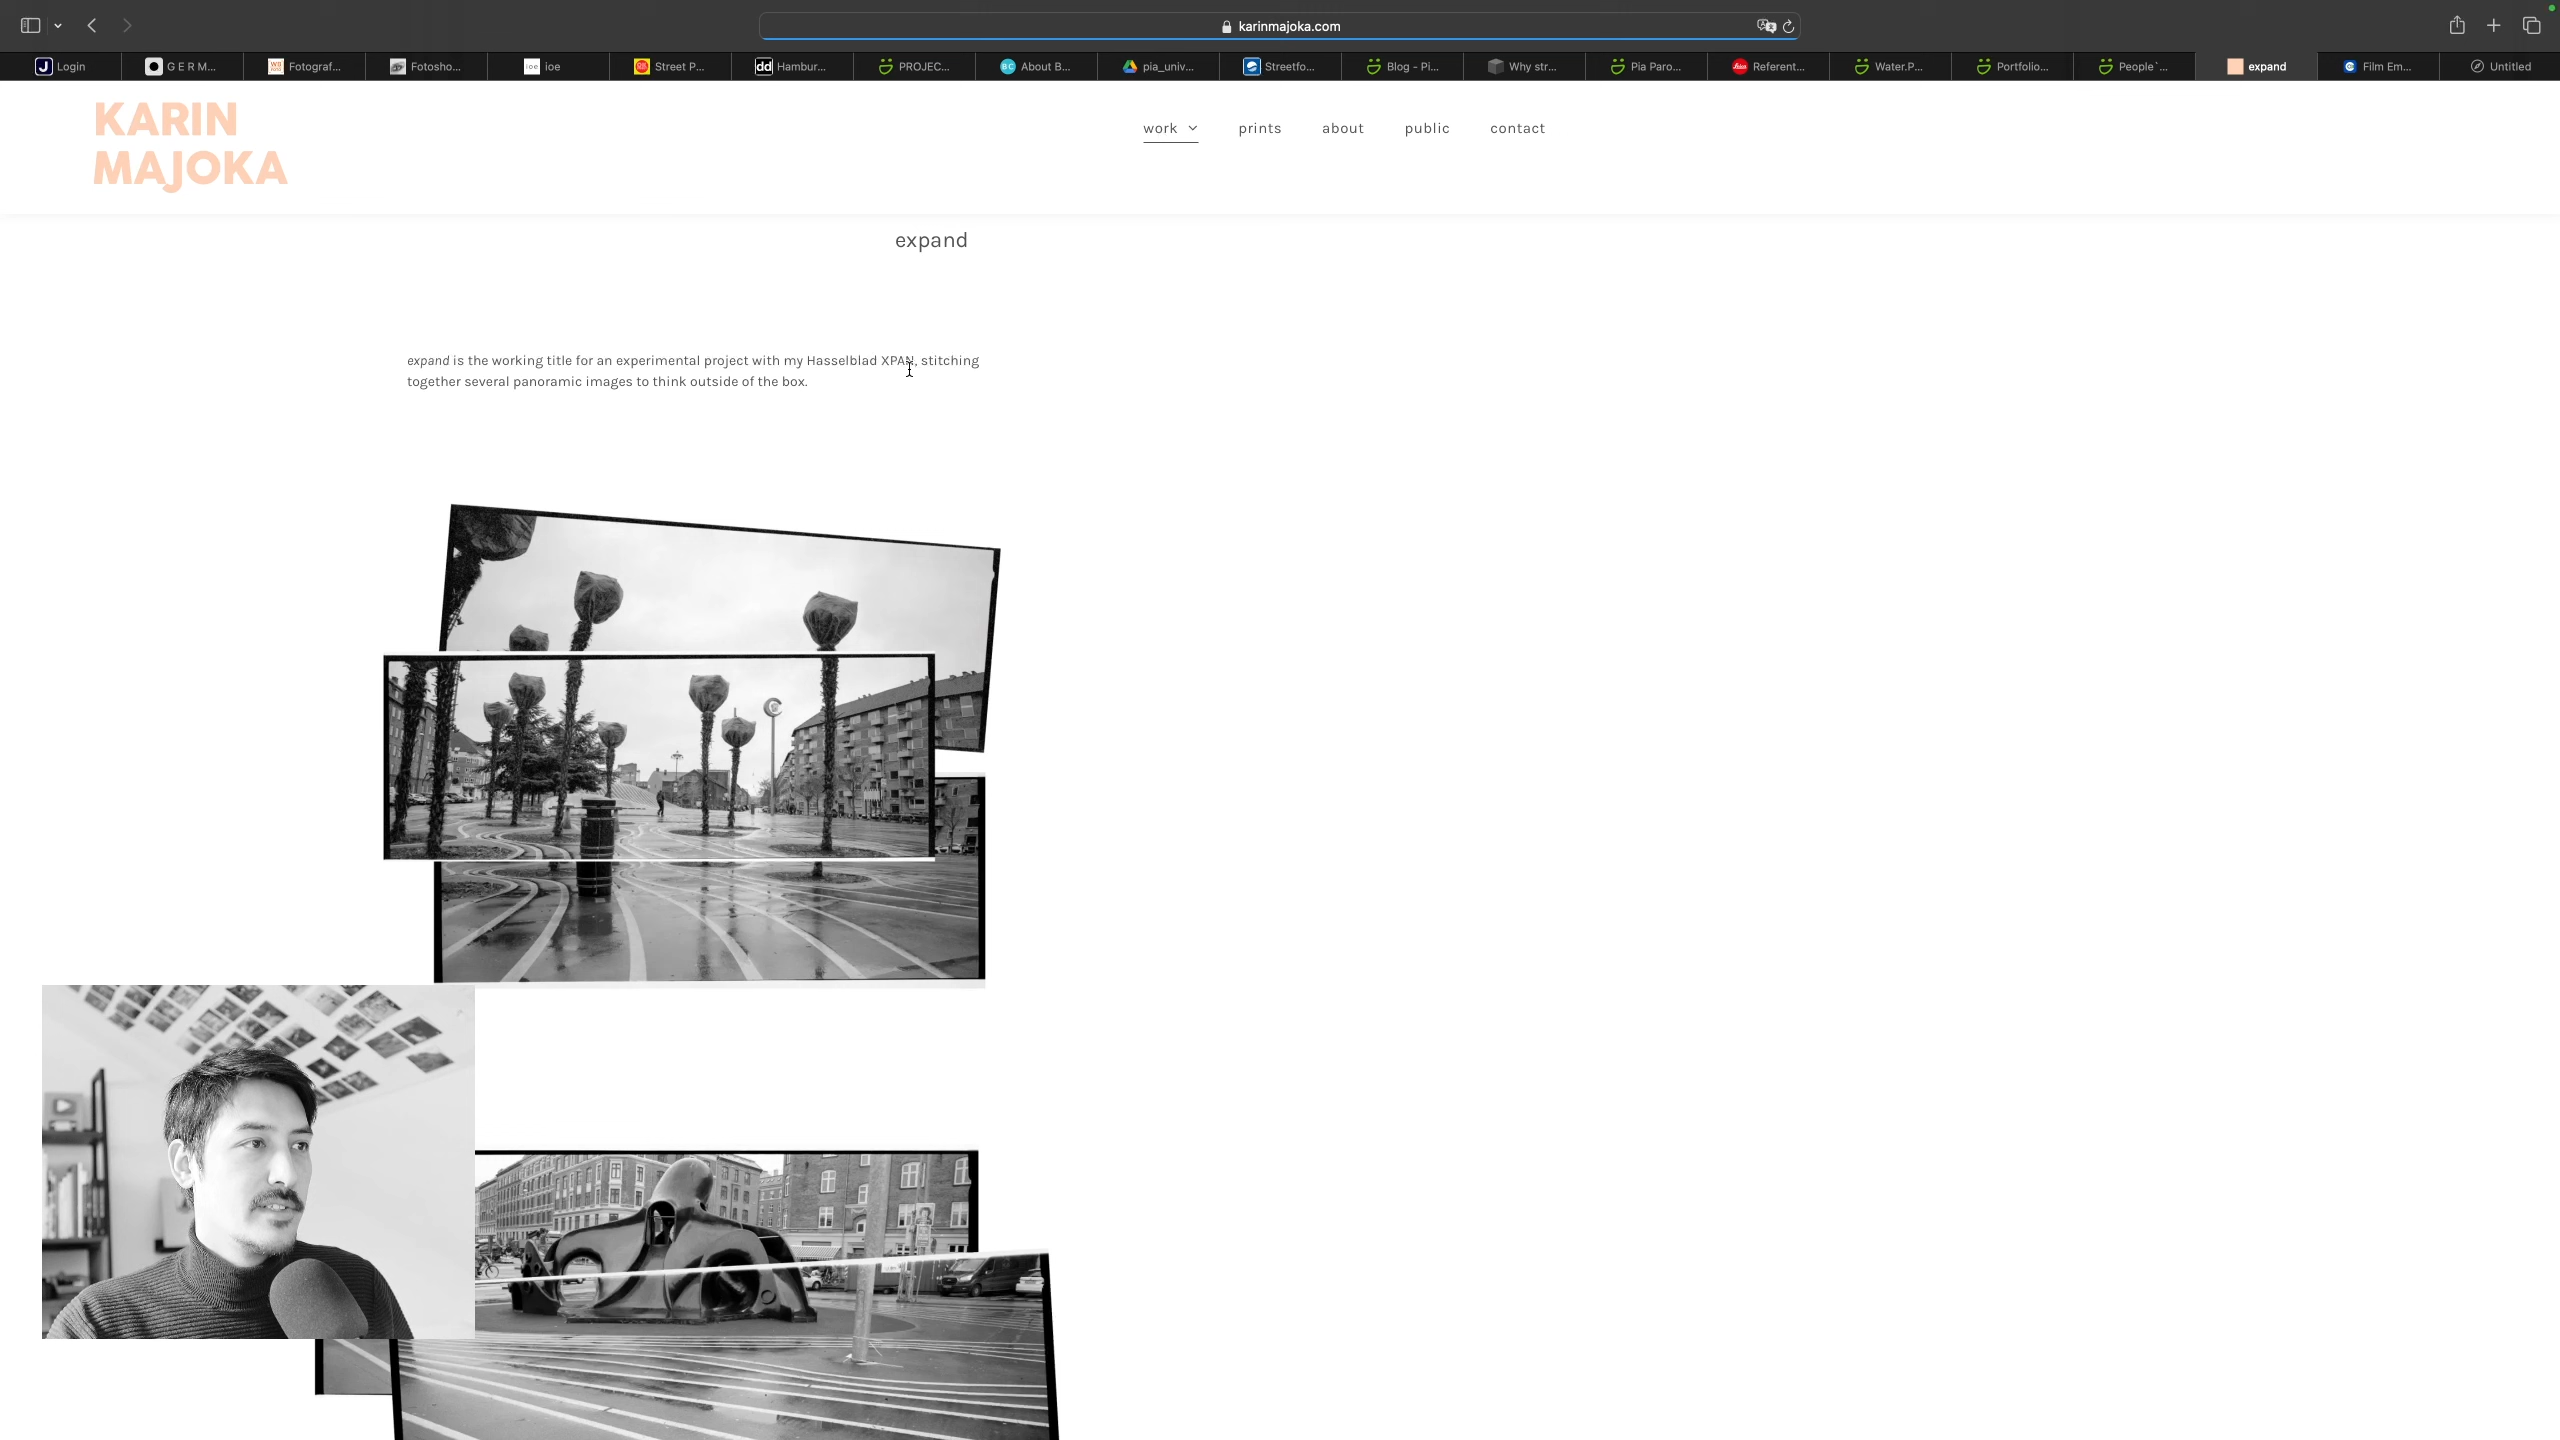 karinmajoka.com
Login
G E R M...
Fotograf...
Fotosho...
ioe
Street P...
Hambur...
PROJEC...
About B...
pia_univ...
Streetfo...
Blog - Pi...
Why str...
Pia Paro...
Referent...
Water.P...
Portfolio...
People`...
expand
Film Em...
Untitled
KARIN
MAJOKA
work
prints
about
public
contact
expand
expand is the working title for an experimental project with my Hasselblad XPAN, stitching
together several panoramic images to think outside of the box.